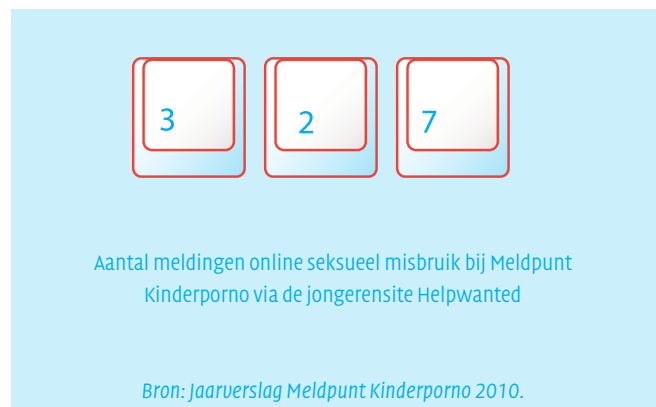 3 2 7
Aantal meldingen online seksueel misbruik bij Meldpunt
Kinderporno via de jongerensite Helpwanted
Bron: Jaarverslag Meldpunt Kinderporno 2010.